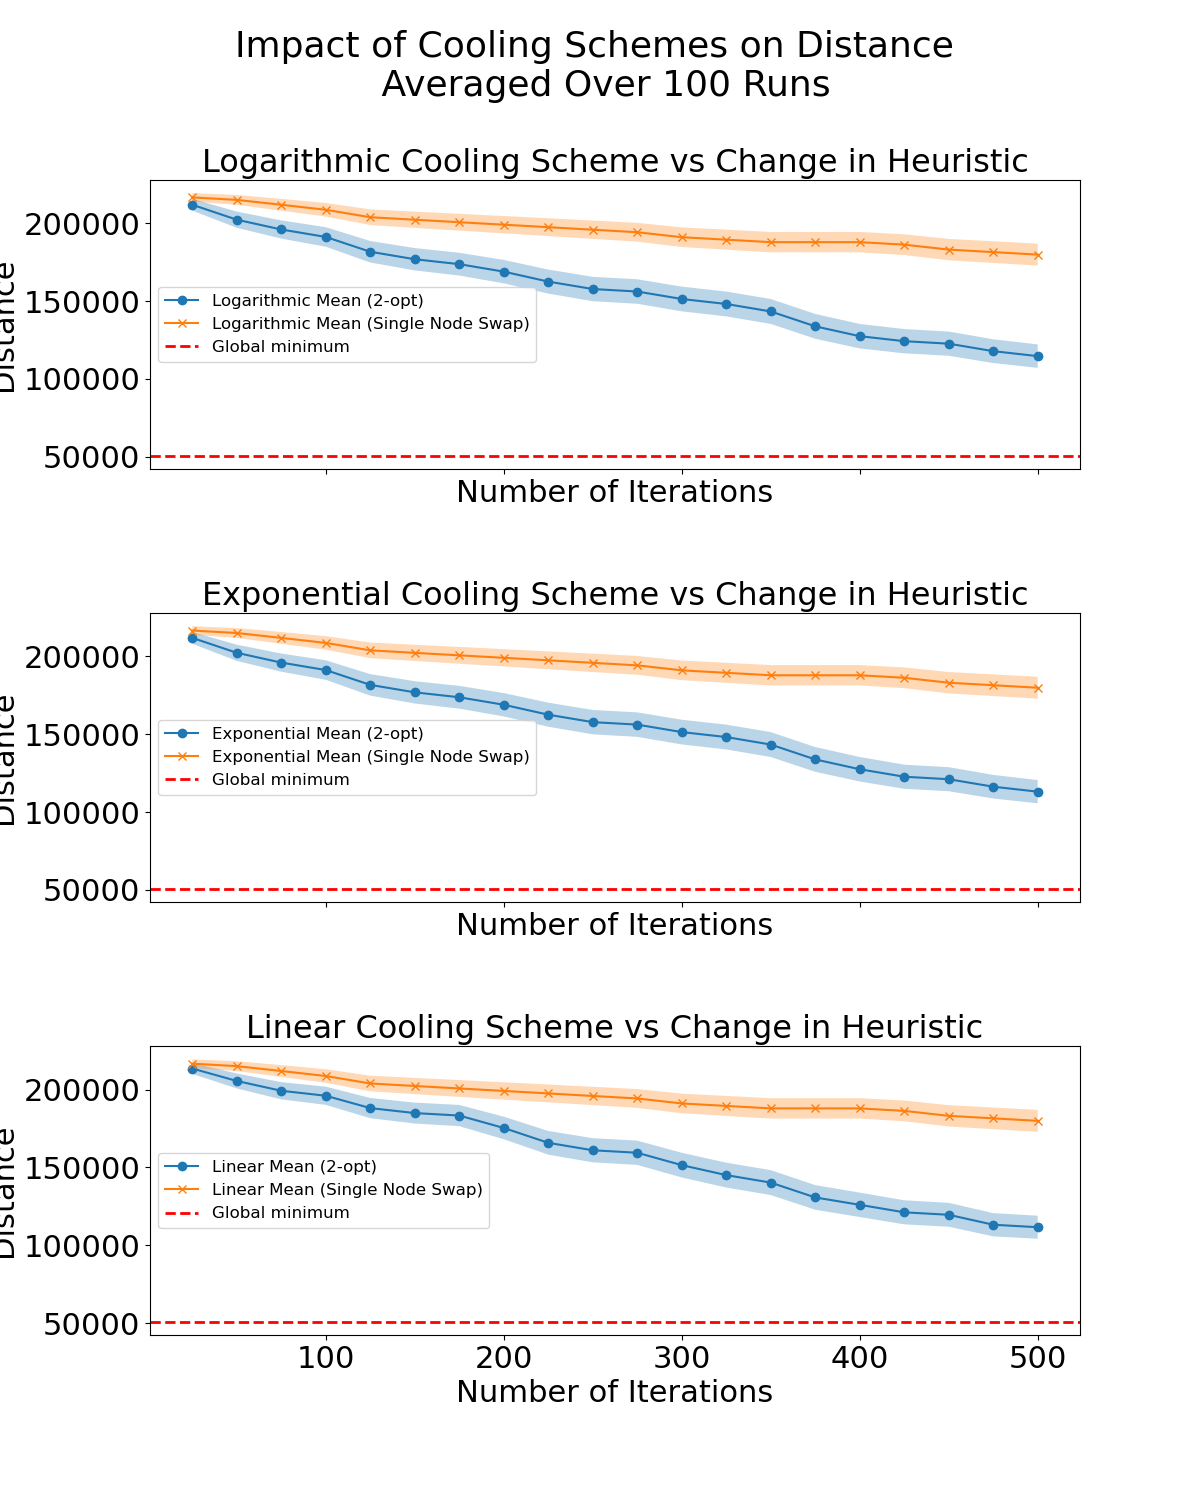 Impact of Cooling Schemes on Distance
Averaged Over 100 Runs
Logarithmic Cooling Scheme vs Change in Heuristic
Distance
200000
150000
100000
50000
Logarithmic Mean (2-opt)
Logarithmic Mean (Single Node Swap)
Global minimum
Number of Iterations
Exponential Cooling Scheme vs Change in Heuristic
Distance
200000
150000
100000
50000
Exponential Mean (2-opt)
Exponential Mean (Single Node Swap)
Global minimum
Number of Iterations
Linear Cooling Scheme vs Change in Heuristic
Distance
200000
150000
100000
50000
Linear Mean (2-opt)
Linear Mean (Single Node Swap)
Global minimum
100 200 300 400 500
Number of Iterations